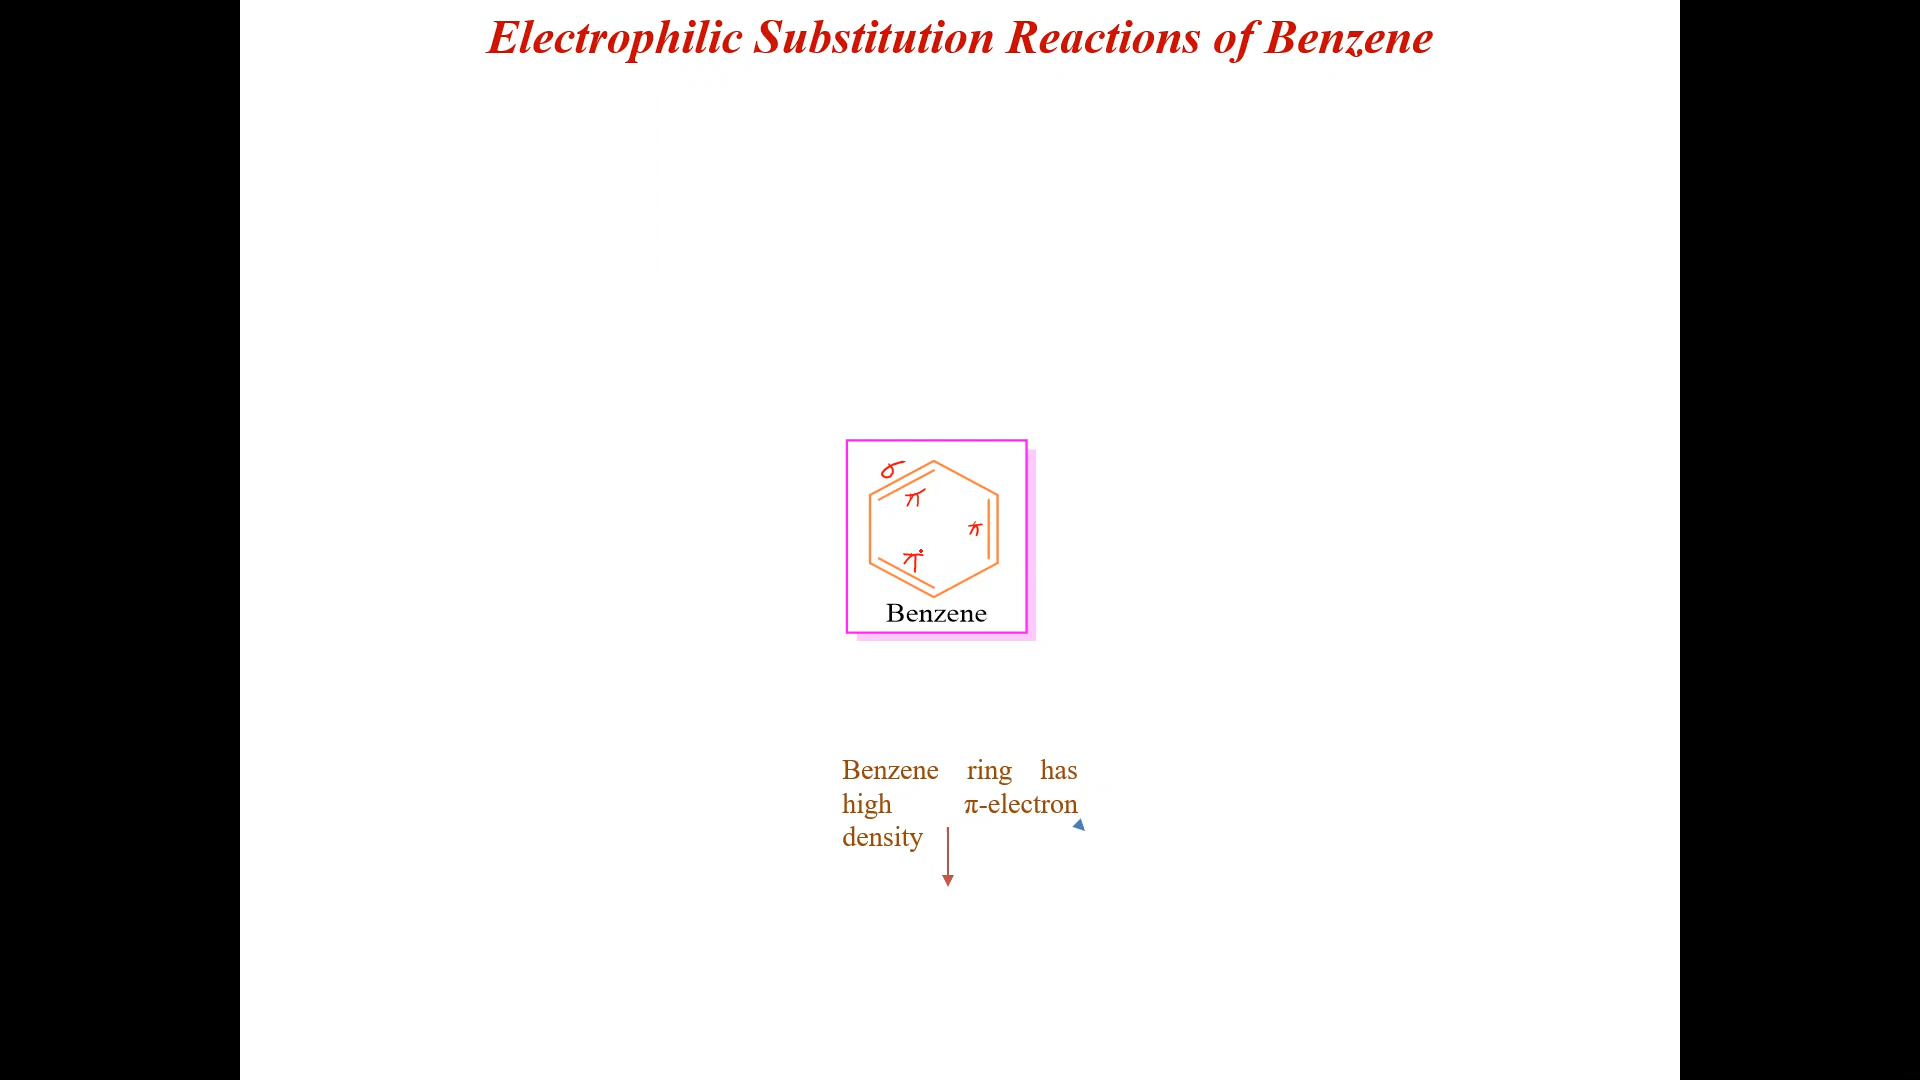 Electrophilic Substitution Reactions of Benzene
σ
π
π
π
Benzene
Benzene ring has
high π-electron
density